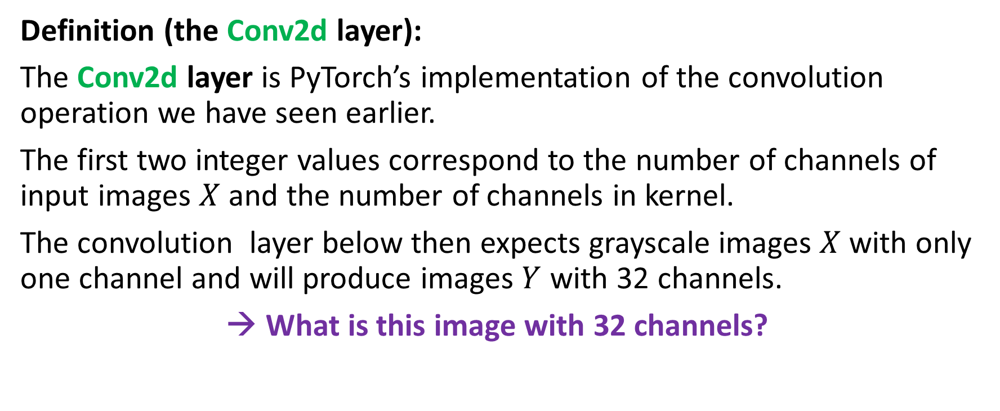 Definition (the Conv2d layer):
The Conv2d layer is PyTorch’s implementation of the convolution
operation we have seen earlier.
The first two integer values correspond to the number of channels of
input images 𝑋 and the number of channels in kernel.
The convolution  layer below then expects grayscale images 𝑋 with only
one channel and will produce images 𝑌 with 32 channels.
→ What is this image with 32 channels?